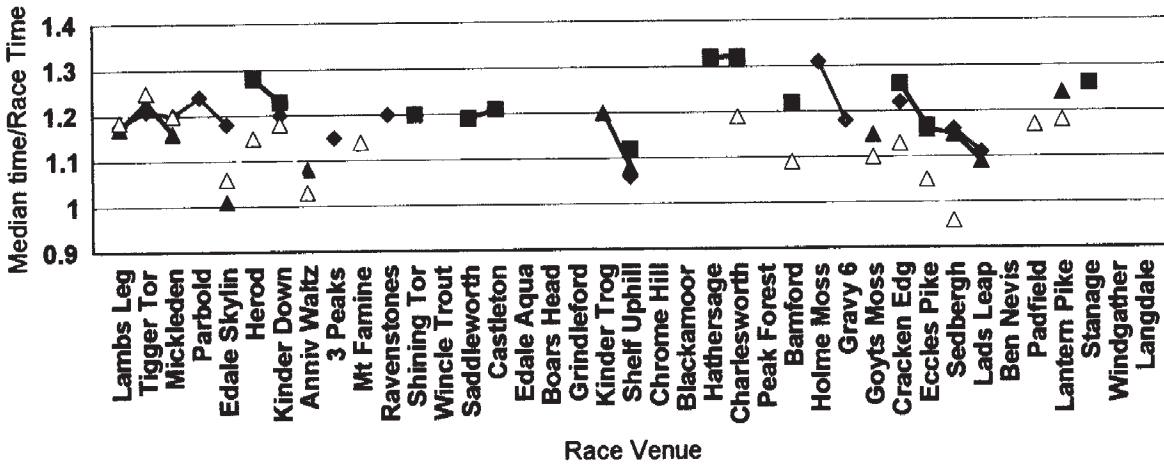 Median time/Race Time
1.4
1.3
1.2
1.1
1
0.9
Lambs Leg
Tigger Tor
Mickleden
Parbold
Edale Skylin
Herod
Kinder Down
Anniv Waltz
3 Peaks
Mt Famine
Ravenstones
Shining Tor
Wincle Trout
Saddleworth
Castleton
Edale Aqua
Boars Head
Grindleford
Kinder Trog
Shelf Uphill
Chrome Hill
Blackamoor
Hathersage
Charlesworth
Peak Forest
Bamford
Holme Moss
Gravy 6
Goyts Moss
Cracken Edg
Eccles Pike
Sedbergh
Lads Leap
Ben Nevis
Padfield
Lantern Pike
Stanage
Windgather
Langdale
Race Venue